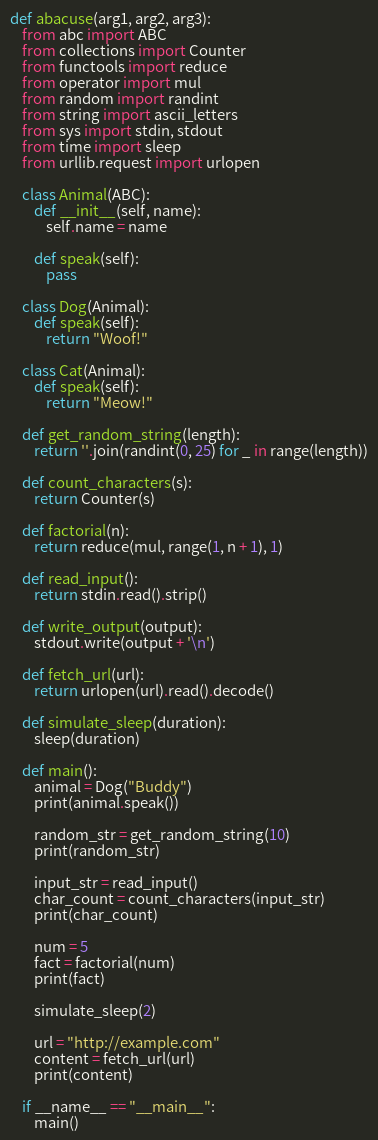 def abacuse(arg1, arg2, arg3):
from abc import ABC
from collections import Counter
from functools import reduce
from operator import mul
from random import randint
from string import ascii_letters
from sys import stdin, stdout
from time import sleep
from urllib.request import urlopen
class Animal(ABC):
def __init__(self, name):
self.name = name
def speak(self):
pass
class Dog(Animal):
def speak(self):
return "Woof!"
class Cat(Animal):
def speak(self):
return "Meow!"
def get_random_string(length):
return ''.join(randint(0, 25) for _ in range(length))
def count_characters(s):
return Counter(s)
def factorial(n):
return reduce(mul, range(1, n + 1), 1)
def read_input():
return stdin.read().strip()
def write_output(output):
stdout.write(output + '\n')
def fetch_url(url):
return urlopen(url).read().decode()
def simulate_sleep(duration):
sleep(duration)
def main():
animal = Dog("Buddy")
print(animal.speak())
random_str = get_random_string(10)
print(random_str)
input_str = read_input()
char_count = count_characters(input_str)
print(char_count)
num = 5
fact = factorial(num)
print(fact)
simulate_sleep(2)
url = "http://example.com"
content = fetch_url(url)
print(content)
if __name__ == "__main__":
main()